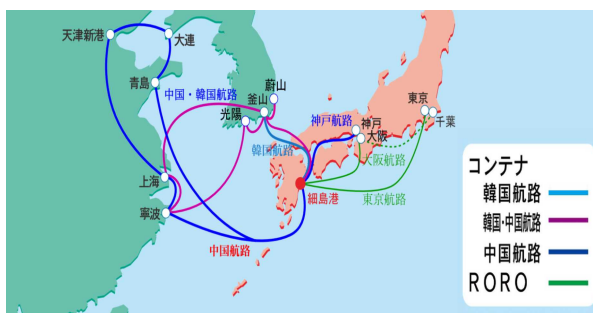 天津新港
大連
青島
中国・韓国航路
蔚山
釜山
光陽
韓国航路
神戸航路
神戸
大阪
東京
千葉
大阪航路
東京航路
細島港
上海
寧波
中国航路
コンテナ
韓国航路
韓国・中国航路
中国航路
RORO